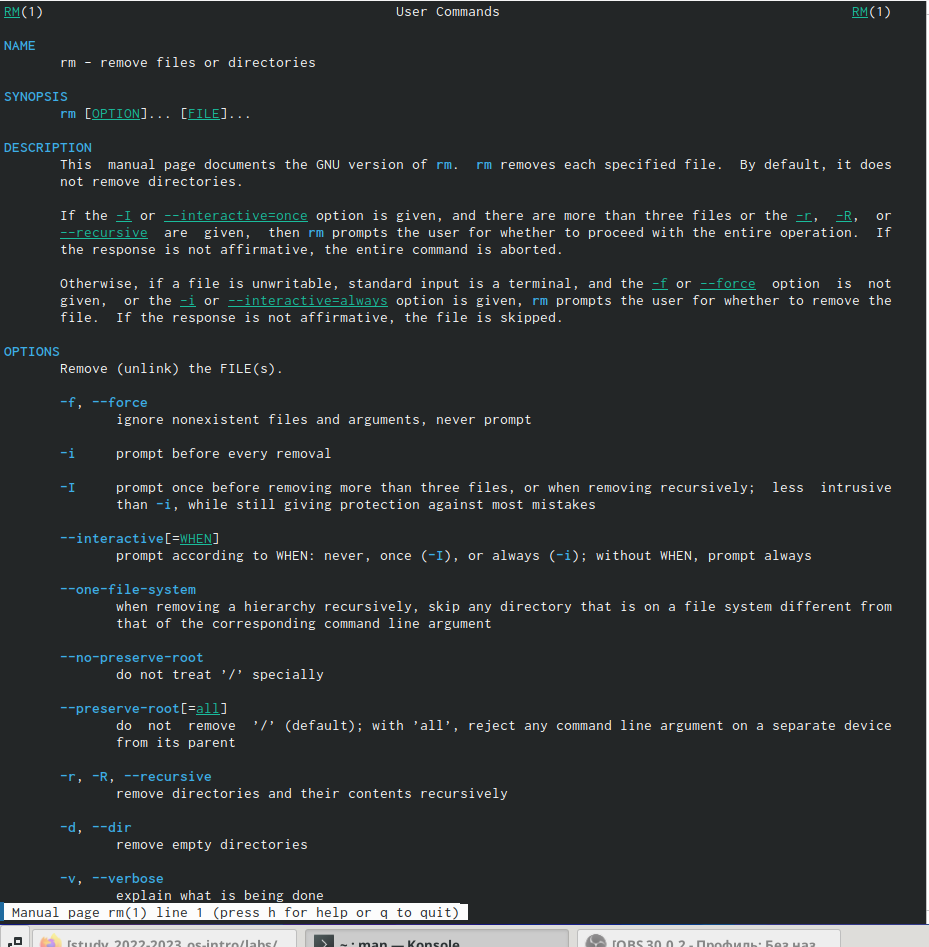 RM(1) User Commands RM(1)
NAME
rm - remove files or directories
SYNOPSIS
rm [OPTION]... [FILE]...
DESCRIPTION
This manual page documents the GNU version of rm. rm removes each specified file. By default, it does
not remove directories.
If the -I or --interactive=once option is given, and there are more than three files or the -r, -R, or
--recursive are given, then rm prompts the user for whether to proceed with the entire operation. If
the response is not affirmative, the entire command is aborted.
Otherwise, if a file is unwritable, standard input is a terminal, and the -f or --force option is not
given, or the -i or --interactive=always option is given, rm prompts the user for whether to remove the
file. If the response is not affirmative, the file is skipped.
OPTIONS
Remove (unlink) the FILE(s).
-f, --force
ignore nonexistent files and arguments, never prompt
-i prompt before every removal
-I prompt once before removing more than three files, or when removing recursively; less intrusive
than -i, while still giving protection against most mistakes
--interactive[=WHEN]
prompt according to WHEN: never, once (-I), or always (-i); without WHEN, prompt always
--one-file-system
when removing a hierarchy recursively, skip any directory that is on a file system different from
that of the corresponding command line argument
--no-preserve-root
do not treat ’/’ specially
--preserve-root[=all]
do not remove ’/’ (default); with ’all’, reject any command line argument on a separate device
from its parent
-r, -R, --recursive
remove directories and their contents recursively
-d, --dir
remove empty directories
-v, --verbose
explain what is being done
Manual page rm(1) line 1 (press h for help or q to quit)
[study_2022-2023_os-intro/labs/ ~ : man — Konsole [OBS 30.0.2 - Профиль: Без наз